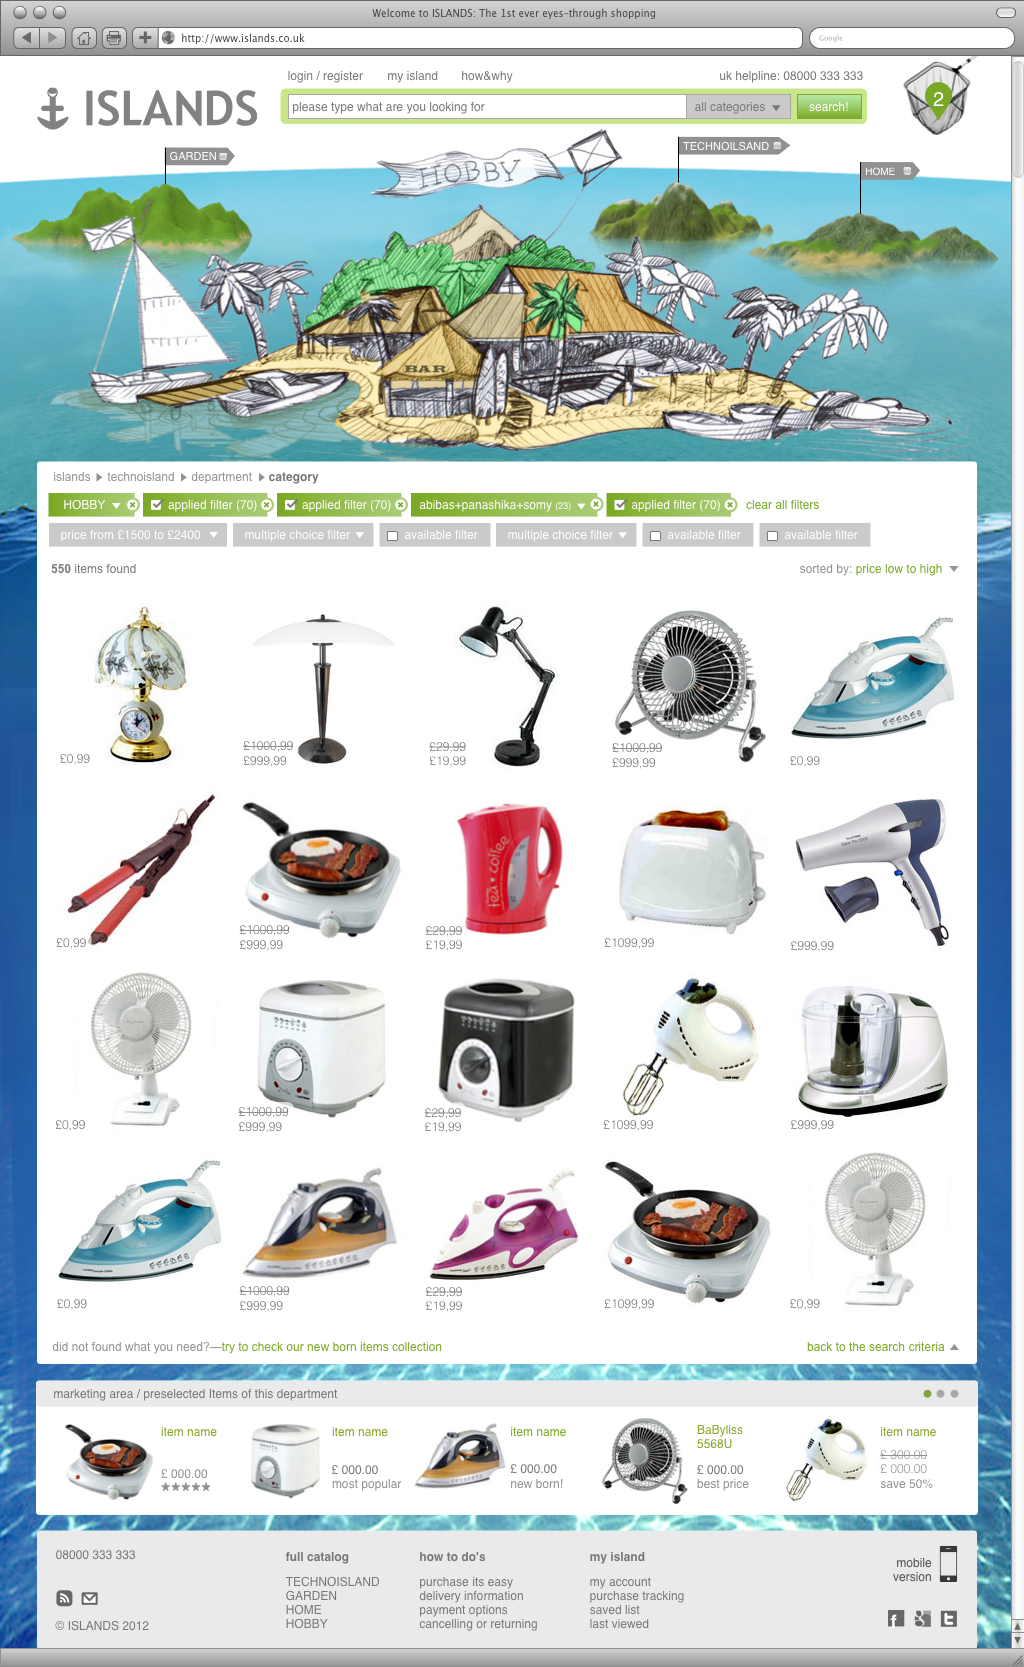 Welcome to ISLANDS: The 1st ever eyes-through shopping
http://www.islands.co.uk
Google
login / register my island how&why uk helpline: 08000 333 333
ISLANDS
please type what are you looking for all categories search!
2
GARDEN
HOBBY
TECHNOILSAND
HOME
BAR
islands technoisland department category
HOBBY applied filter (70) applied filter (70) abibas+panashika+somy (23) applied filter (70) clear all filters
price from £1500 to £2400 multiple choice filter available filter multiple choice filter available filter available filter
550 items found sorted by: price low to high
£0,99
£1000,99
£999,99
£29,99
£19,99
£1000,99
£999,99
£0,99
£0,99
£1000,99
£999,99
tea • coffee
£29,99
£19,99
£1099,99
£999,99
£0,99
£1000,99
£999,99
£29,99
£19,99
£1099,99
£999,99
£0,99
£1000,99
£999,99
£29,99
£19,99
£1099,99
£0,99
did not found what you need?—try to check our new born items collection back to the search criteria
marketing area / preselected Items of this department
item name
£ 000.00
★★★★★
item name
£ 000.00
most popular
item name
£ 000.00
new born!
BaByliss
5568U
£ 000.00
best price
item name
£ 300.00
£ 000.00
save 50%
08000 333 333
© ISLANDS 2012
full catalog
TECHNOISLAND
GARDEN
HOME
HOBBY
how to do's
purchase its easy
delivery information
payment options
cancelling or returning
my island
my account
purchase tracking
saved list
last viewed
mobile
version